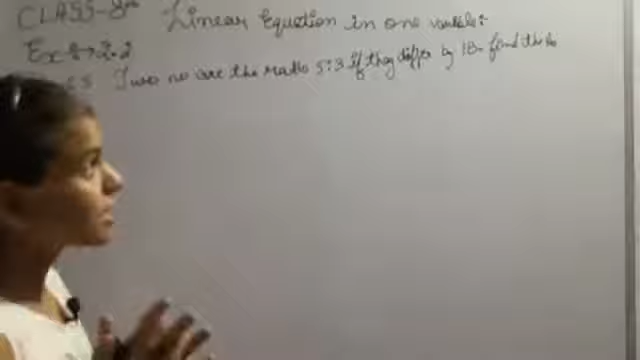 CLASS-8th Linear Equation in one variable:-
Ex:→2.2
Two no are the ratio 5:3 If they differ by 18. find the